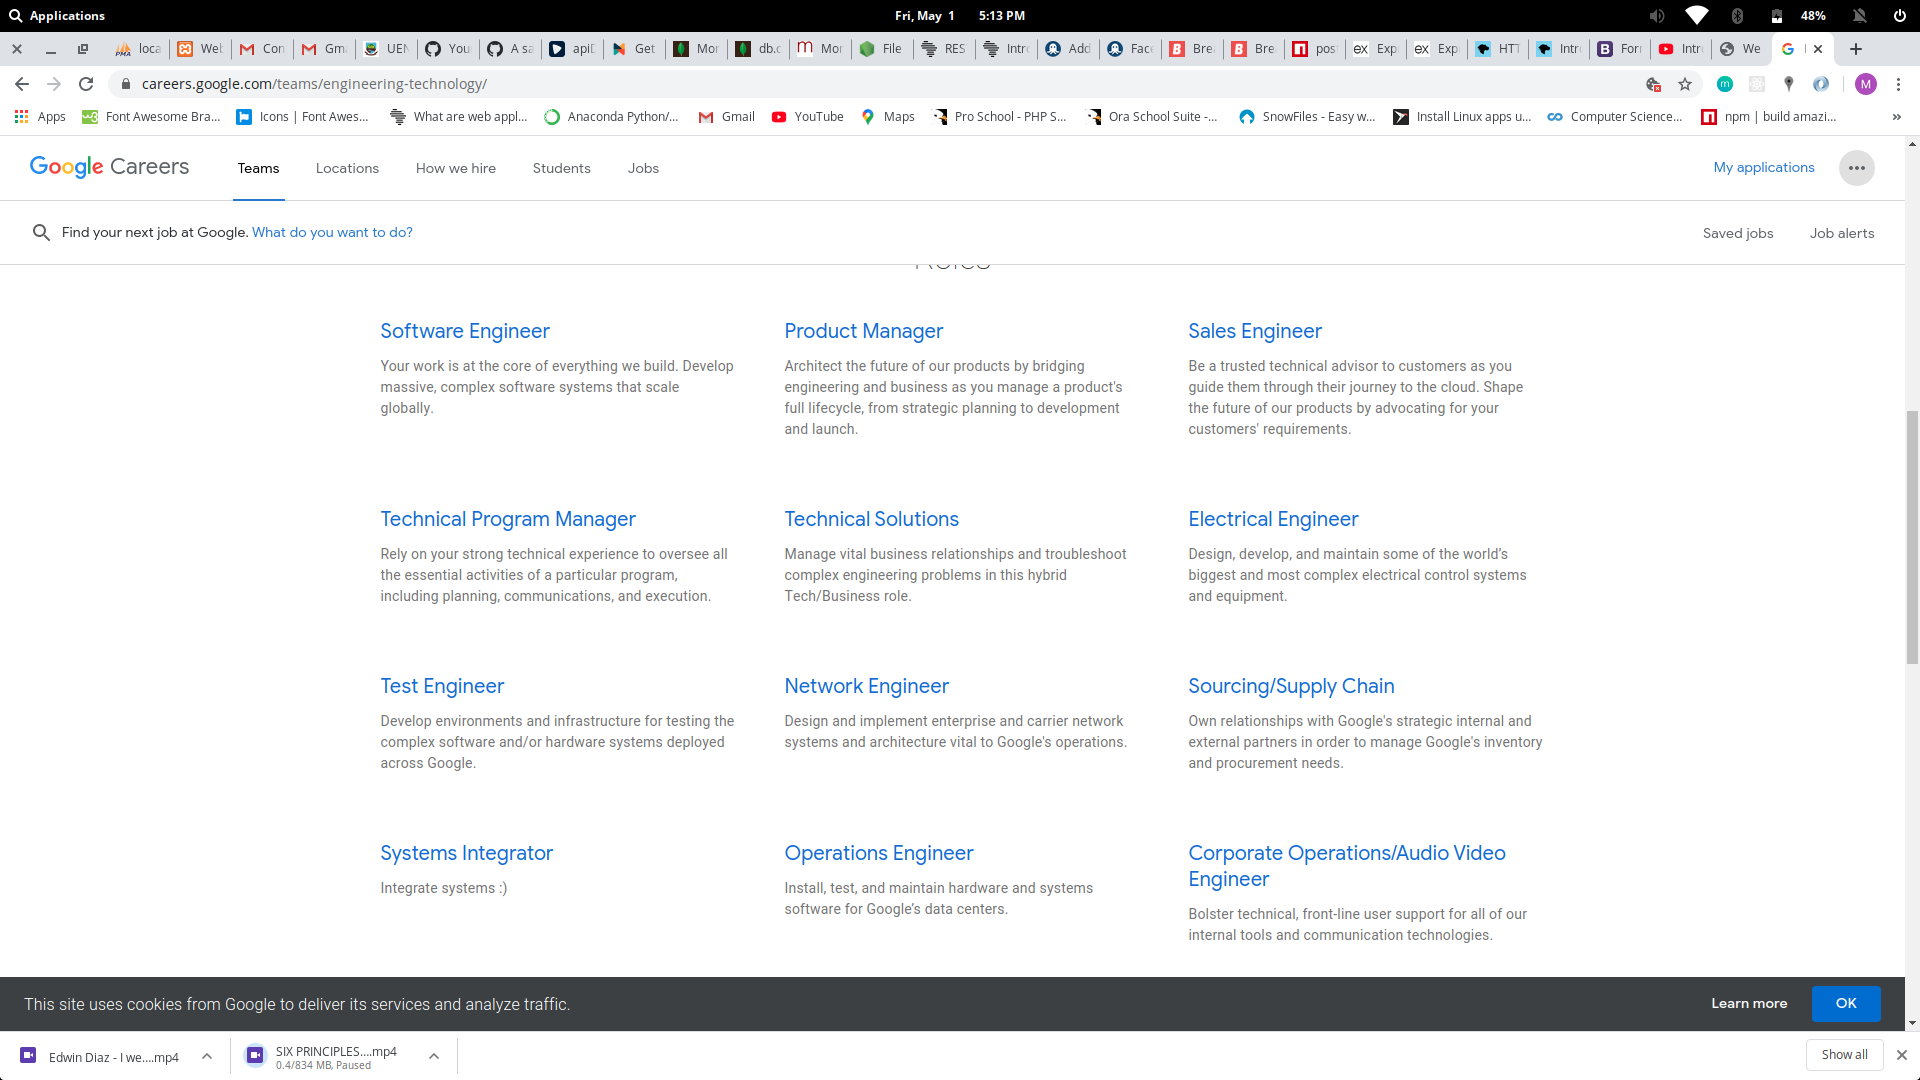 Applications
Fri, May 1 5:13 PM
48%
loca
Web
Con
Gma
UEN
You
A sa
apiD
Get
Mon
db.c
Mon
File
RES
Intro
Add
Fac
Bre
Bre
pos
Exp
Exp
HTT
Intr
For
Intr
We
careers.google.com/teams/engineering-technology/
M
Apps
Font Awesome Bra...
Icons | Font Awes...
What are web appl...
Anaconda Python/...
Gmail
YouTube
Maps
Pro School - PHP S...
Ora School Suite -...
SnowFiles - Easy w...
Install Linux apps u...
Computer Science...
npm | build amazi...
»
Google Careers
Teams
Locations
How we hire
Students
Jobs
My applications
Find your next job at Google. What do you want to do?
Saved jobs
Job alerts
Roles
Software Engineer
Your work is at the core of everything we build. Develop
massive, complex software systems that scale
globally.
Product Manager
Architect the future of our products by bridging
engineering and business as you manage a product's
full lifecycle, from strategic planning to development
and launch.
Sales Engineer
Be a trusted technical advisor to customers as you
guide them through their journey to the cloud. Shape
the future of our products by advocating for your
customers' requirements.
Technical Program Manager
Rely on your strong technical experience to oversee all
the essential activities of a particular program,
including planning, communications, and execution.
Technical Solutions
Manage vital business relationships and troubleshoot
complex engineering problems in this hybrid
Tech/Business role.
Electrical Engineer
Design, develop, and maintain some of the world’s
biggest and most complex electrical control systems
and equipment.
Test Engineer
Develop environments and infrastructure for testing the
complex software and/or hardware systems deployed
across Google.
Network Engineer
Design and implement enterprise and carrier network
systems and architecture vital to Google's operations.
Sourcing/Supply Chain
Own relationships with Google's strategic internal and
external partners in order to manage Google's inventory
and procurement needs.
Systems Integrator
Integrate systems :)
Operations Engineer
Install, test, and maintain hardware and systems
software for Google’s data centers.
Corporate Operations/Audio Video
Engineer
Bolster technical, front-line user support for all of our
internal tools and communication technologies.
This site uses cookies from Google to deliver its services and analyze traffic.
Learn more
OK
Edwin Diaz - I we....mp4
SIX PRINCIPLES....mp4
0.4/834 MB, Paused
Show all